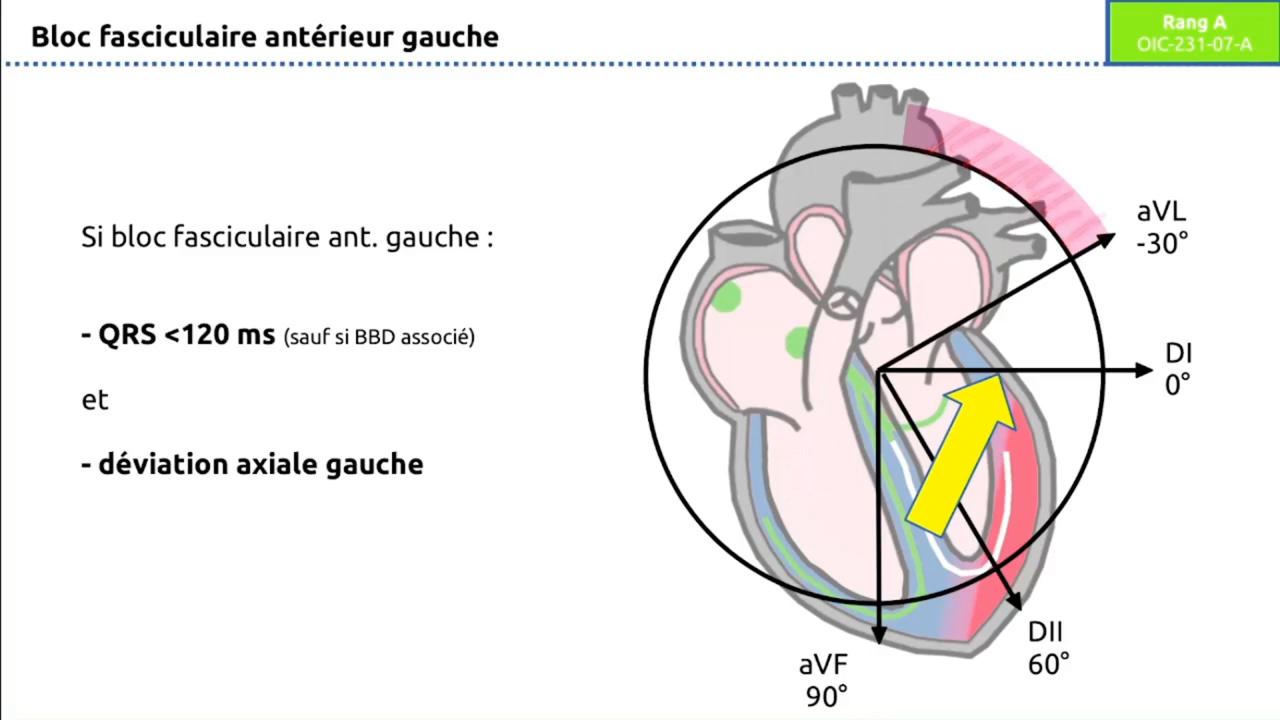 Bloc fasciculaire antérieur gauche
Rang A
OIC-231-07-A
Si bloc fasciculaire ant. gauche :
- QRS <120 ms (sauf si BBD associé)
et
- déviation axiale gauche
aVL
-30°
DI
0°
DII
60°
aVF
90°